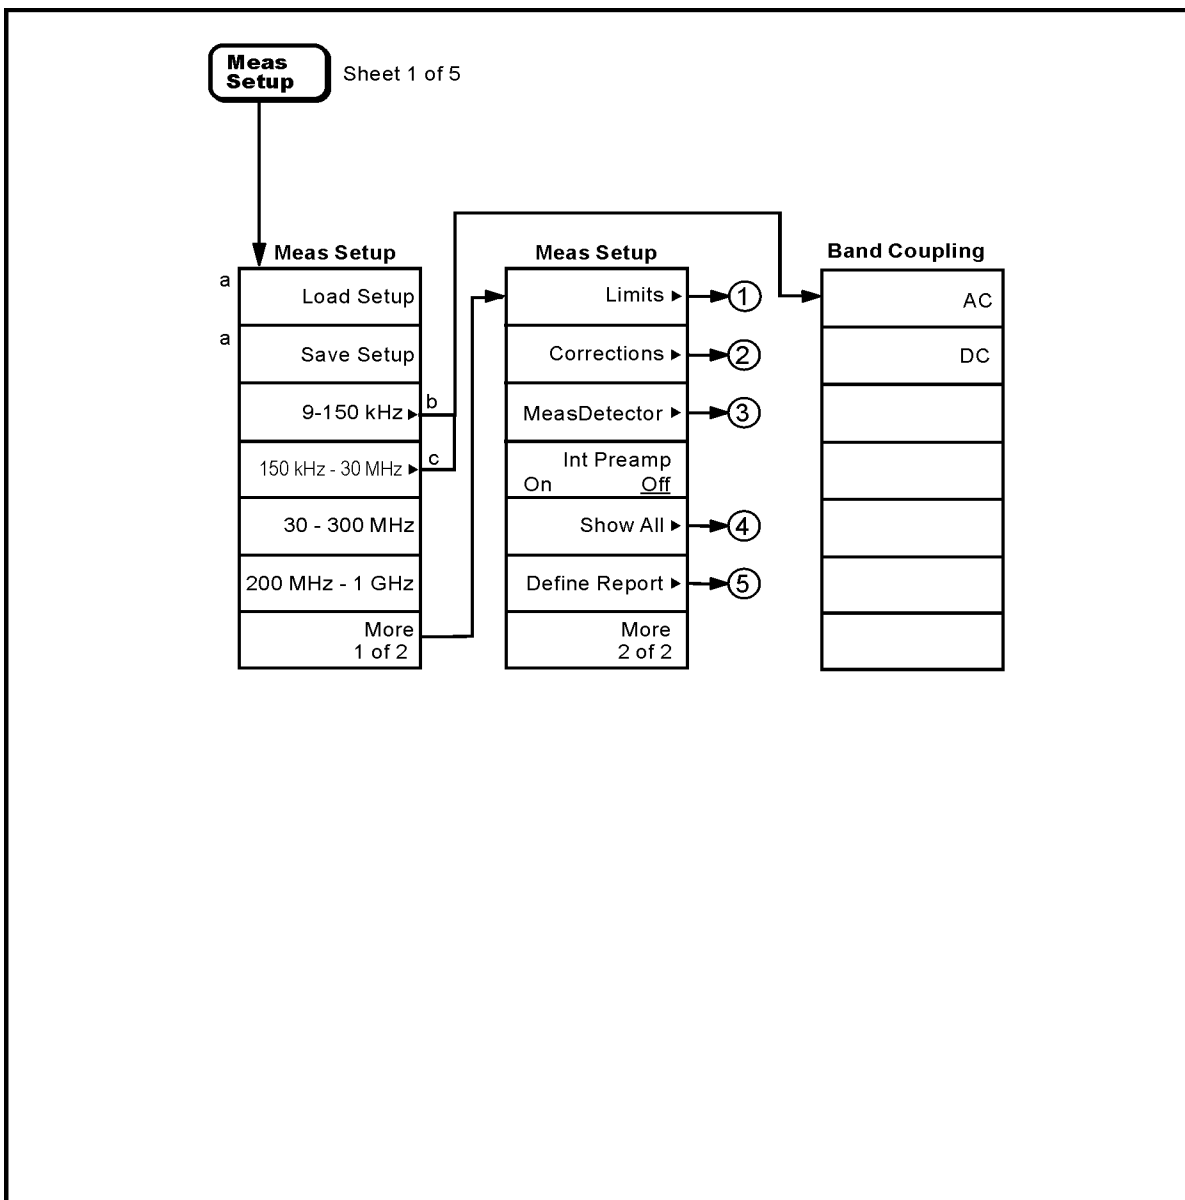 Meas
Setup
Sheet 1 of 5
Meas Setup
a
Load Setup
a
Save Setup
9-150 kHz
b
150 kHz - 30 MHz
c
30 - 300 MHz
200 MHz - 1 GHz
More
1 of 2
Meas Setup
Limits
1
Corrections
2
MeasDetector
3
Int Preamp
On Off
Show All
4
Define Report
5
More
2 of 2
Band Coupling
AC
DC